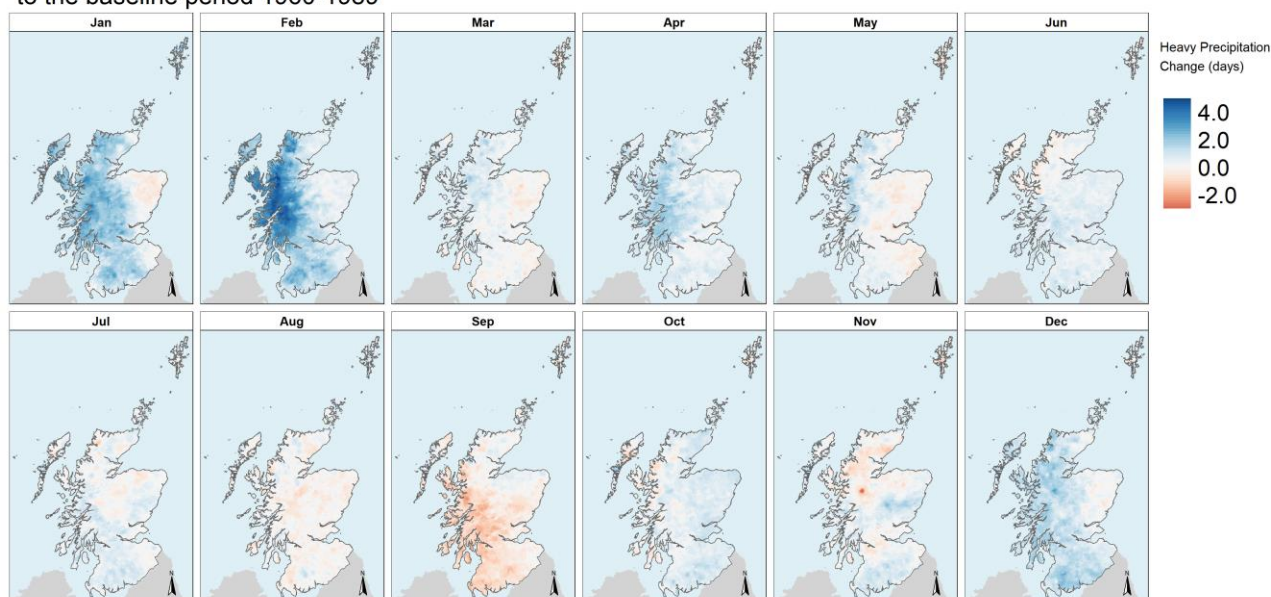 to the baseline period 1960-1989
Jan
Feb
Mar
Apr
May
Jun
N
N
N
N
N
N
Heavy Precipitation
Change (days)
4.0
2.0
0.0
-2.0
Jul
Aug
Sep
Oct
Nov
Dec
N
N
N
N
N
N